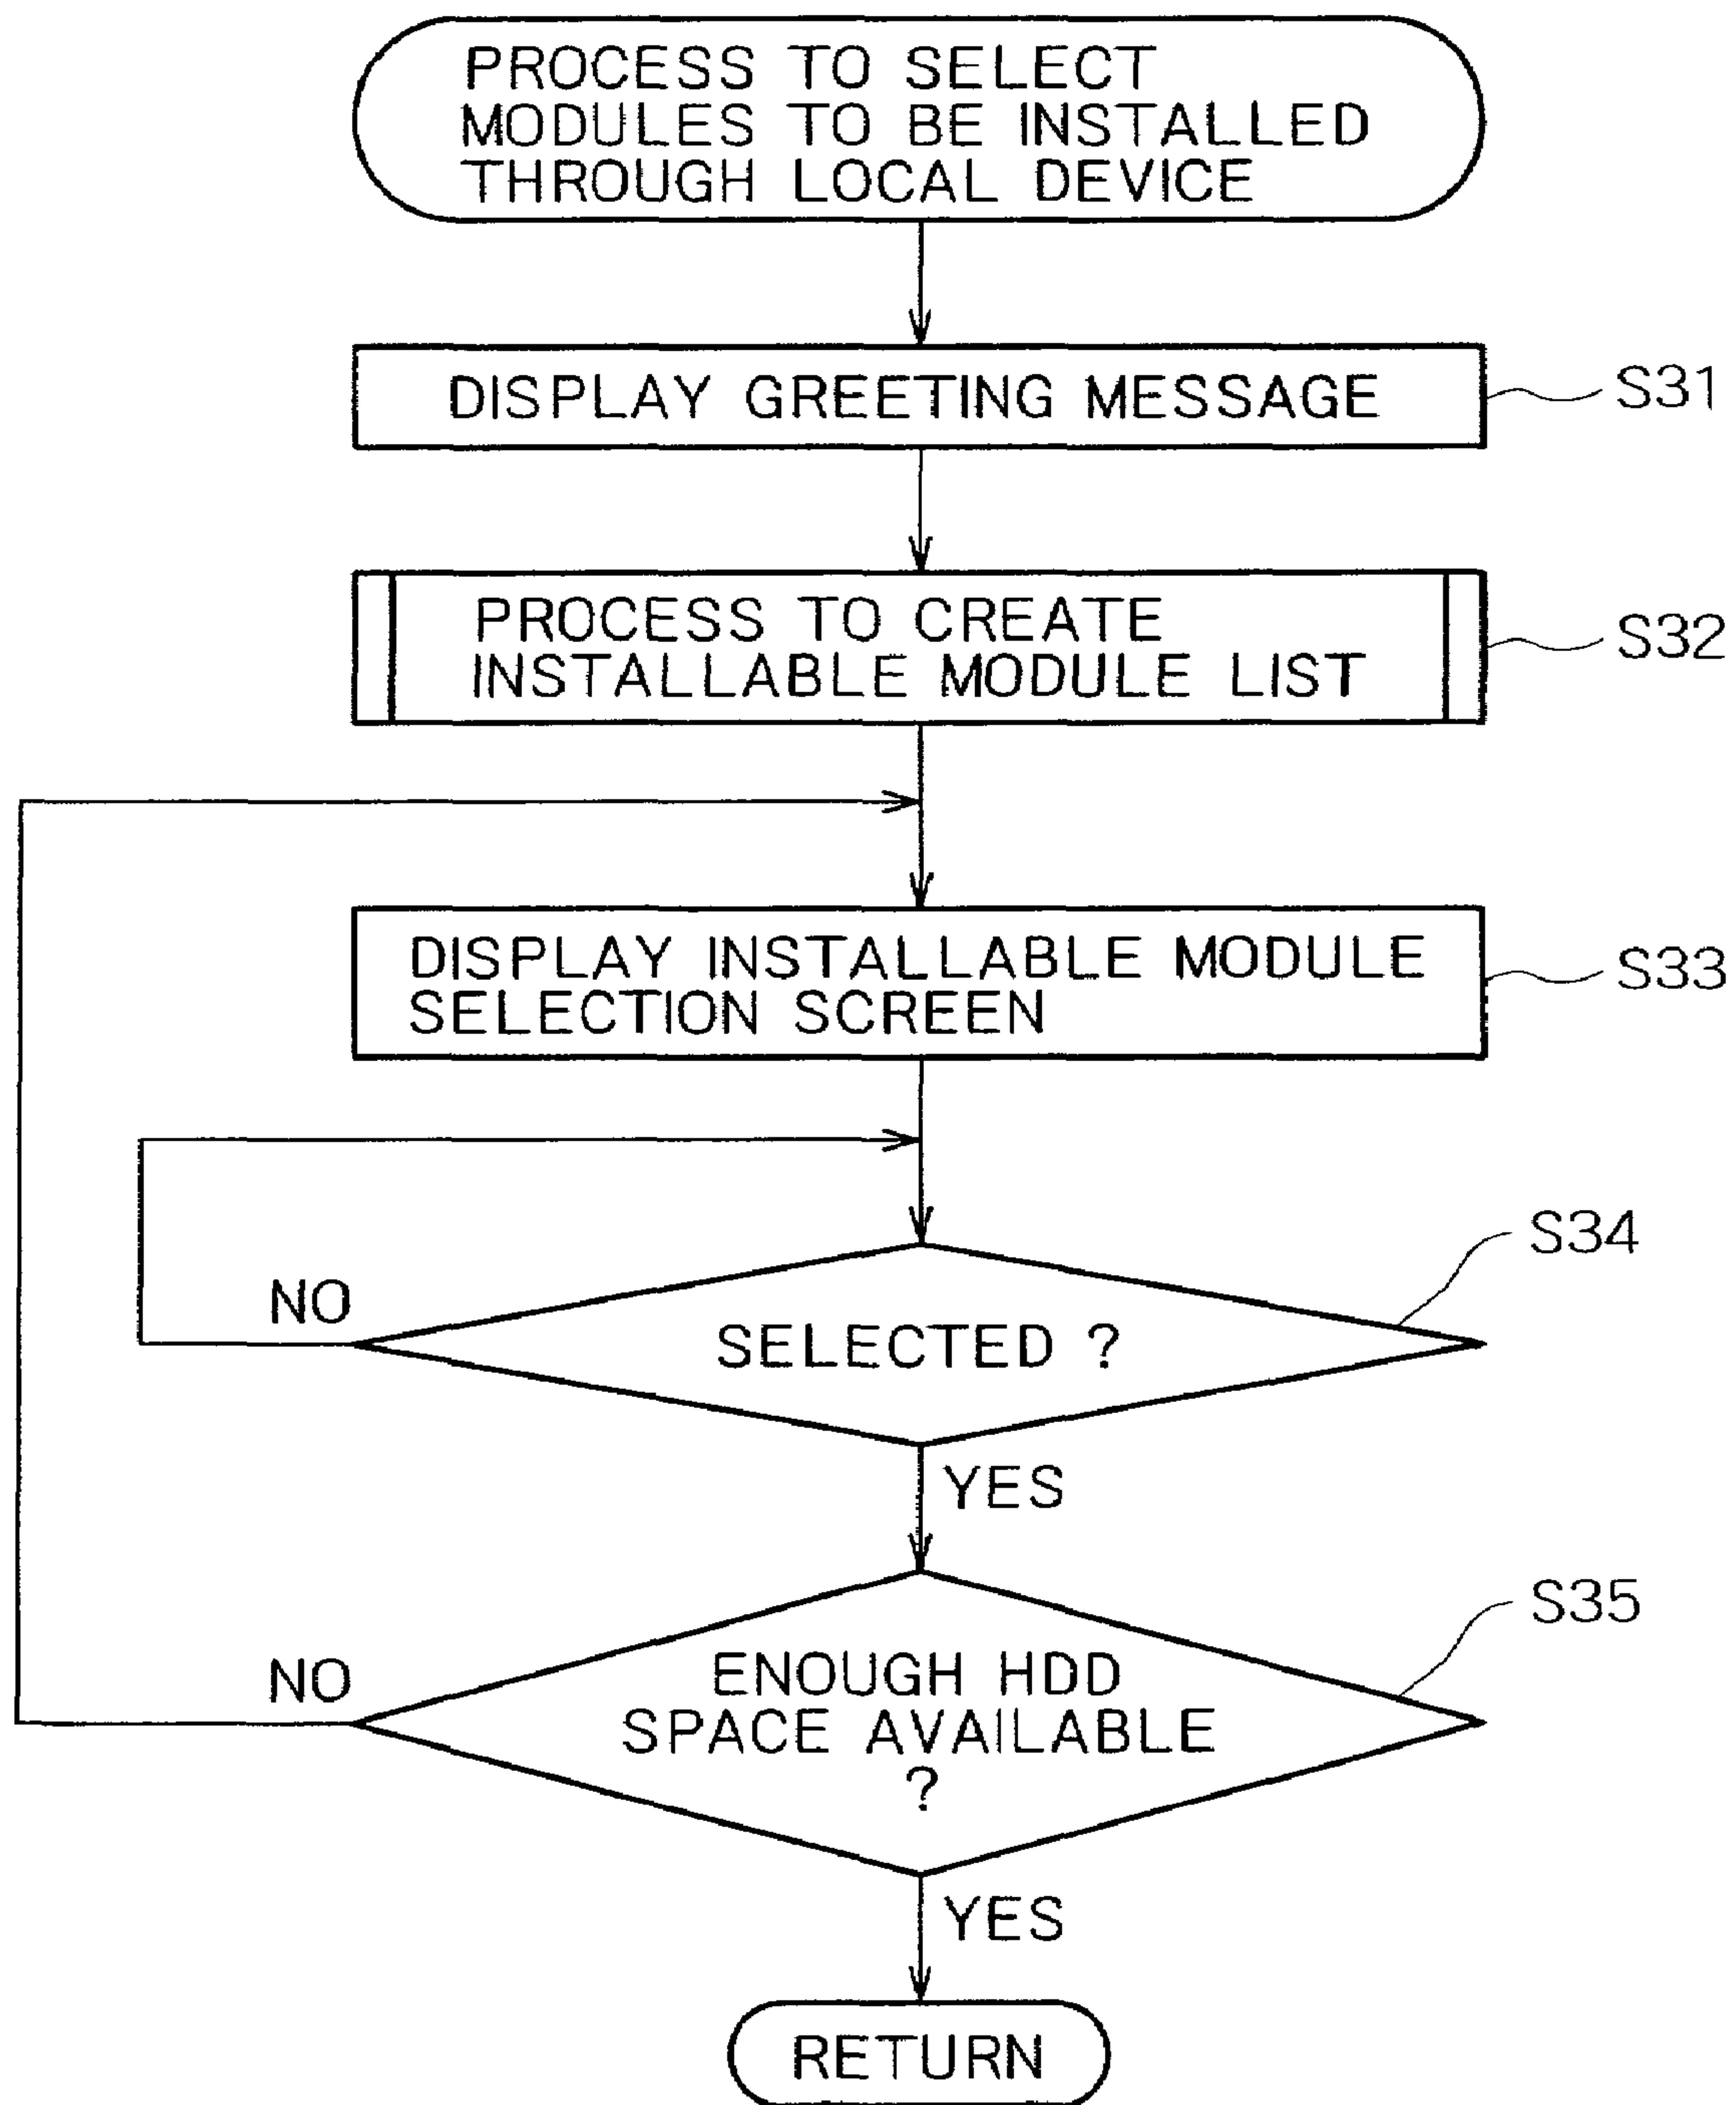 PROCESS TO SELECT
MODULES TO BE INSTALLED
THROUGH LOCAL DEVICE
DISPLAY GREETING MESSAGE
S31
PROCESS TO CREATE
INSTALLABLE MODULE LIST
S32
DISPLAY INSTALLABLE MODULE
SELECTION SCREEN
S33
S34
NO
SELECTED ?
YES
S35
NO
ENOUGH HDD
SPACE AVAILABLE
?
YES
RETURN